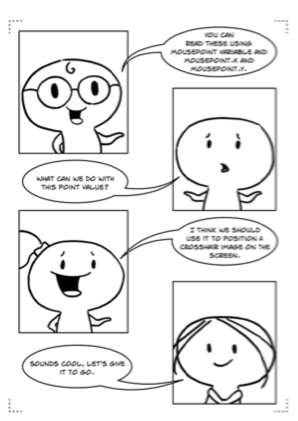 YOU CAN
READ THESE USING
MOUSEPOINT VARIABLE AND
MOUSEPOINT.X AND
MOUSEPOINT.Y.
WHAT CAN WE DO WITH
THIS POINT VALUE?
I THINK WE SHOULD
USE IT TO POSITION A
CROSSHAIR IMAGE ON THE
SCREEN.
SOUNDS COOL, LET'S GIVE
IT TO GO.